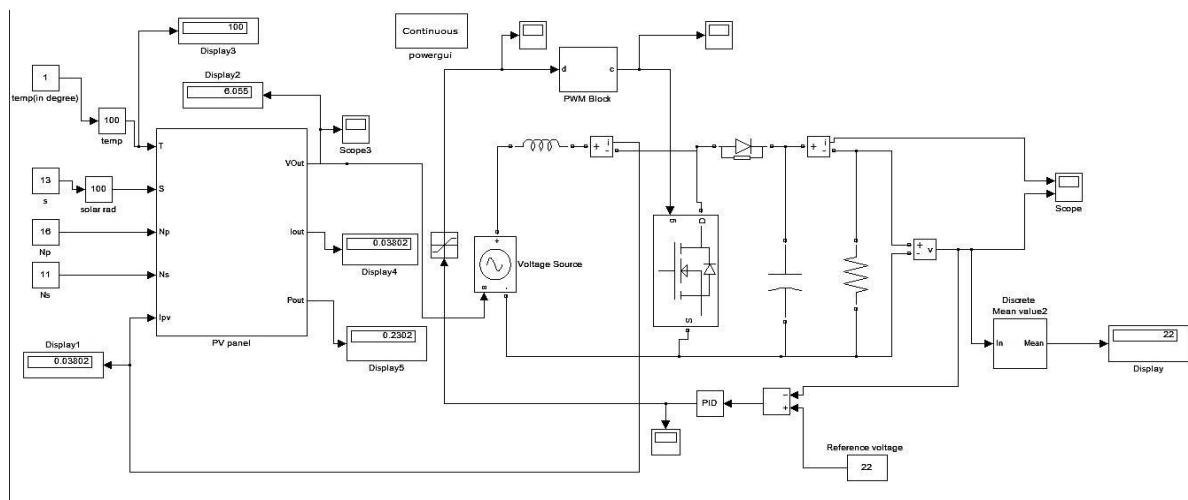 100
Display3
Continuous
powergui
d
c
PWM Block
1
temp(in degree)
Display2
6.055
100
temp
Scope3
T
VOut
i
+
-
i
+
-
13
s
100
solar rad
S
g
D
S
Scope
16
Np
Np
Iout
0.03802
Display4
+
s
-
Voltage Source
+
-
v
11
Ns
Ns
Pout
0.2302
Display5
Ipv
PV panel
Display1
0.03802
Discrete
Mean value2
In
Mean
22
Display
PID
-
+
Reference voltage
22